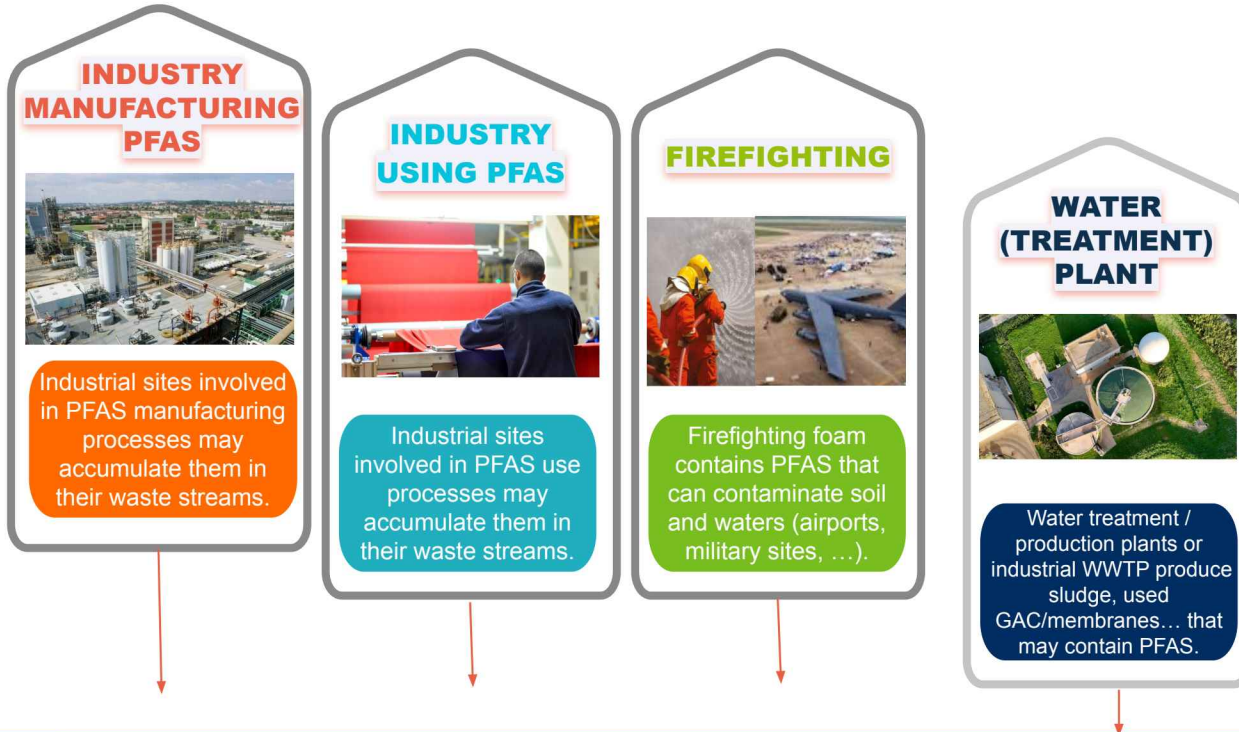 INDUSTRY
MANUFACTURING
PFAS
Industrial sites involved
in PFAS manufacturing
processes may
accumulate them in
their waste streams.
INDUSTRY
USING PFAS
Industrial sites
involved in PFAS use
processes may
accumulate them in
their waste streams.
FIREFIGHTING
Firefighting foam
contains PFAS that
can contaminate soil
and waters (airports,
military sites, …).
WATER
(TREATMENT)
PLANT
Water treatment /
production plants or
industrial WWTP produce
sludge, used
GAC/membranes… that
may contain PFAS.